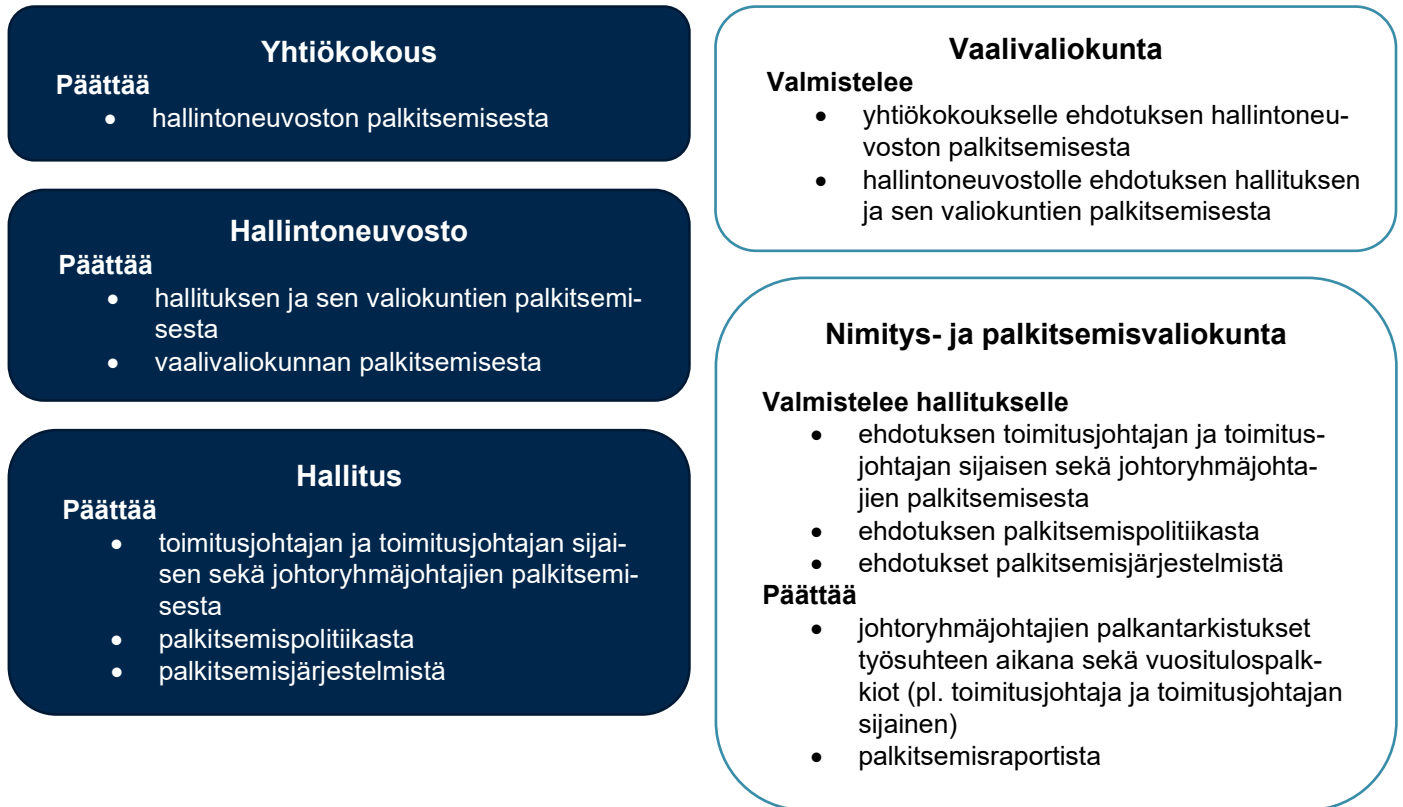 Yhtiökokous
Päättää
• hallintoneuvoston palkitsemisesta
Hallintoneuvosto
Päättää
• hallituksen ja sen valiokuntien palkitsemi-
sesta
• vaalivaliokunnan palkitsemisesta
Hallitus
Päättää
• toimitusjohtajan ja toimitusjohtajan sijai-
sen sekä johtoryhmäjohtajien palkitsemi-
sesta
• palkitsemispolitiikasta
• palkitsemisjärjestelmistä
Vaalivaliokunta
Valmistelee
• yhtiökokoukselle ehdotuksen hallintoneu-
voston palkitsemisesta
• hallintoneuvostolle ehdotuksen hallituksen
ja sen valiokuntien palkitsemisesta
Nimitys- ja palkitsemisvaliokunta
Valmistelee hallitukselle
• ehdotuksen toimitusjohtajan ja toimitus-
johtajan sijaisen sekä johtoryhmäjohta-
jien palkitsemisesta
• ehdotuksen palkitsemispolitiikasta
• ehdotukset palkitsemisjärjestelmistä
Päättää
• johtoryhmäjohtajien palkantarkistukset
työsuhteen aikana sekä vuositulospalk-
kiot (pl. toimitusjohtaja ja toimitusjohtajan
sijainen)
• palkitsemisraportista